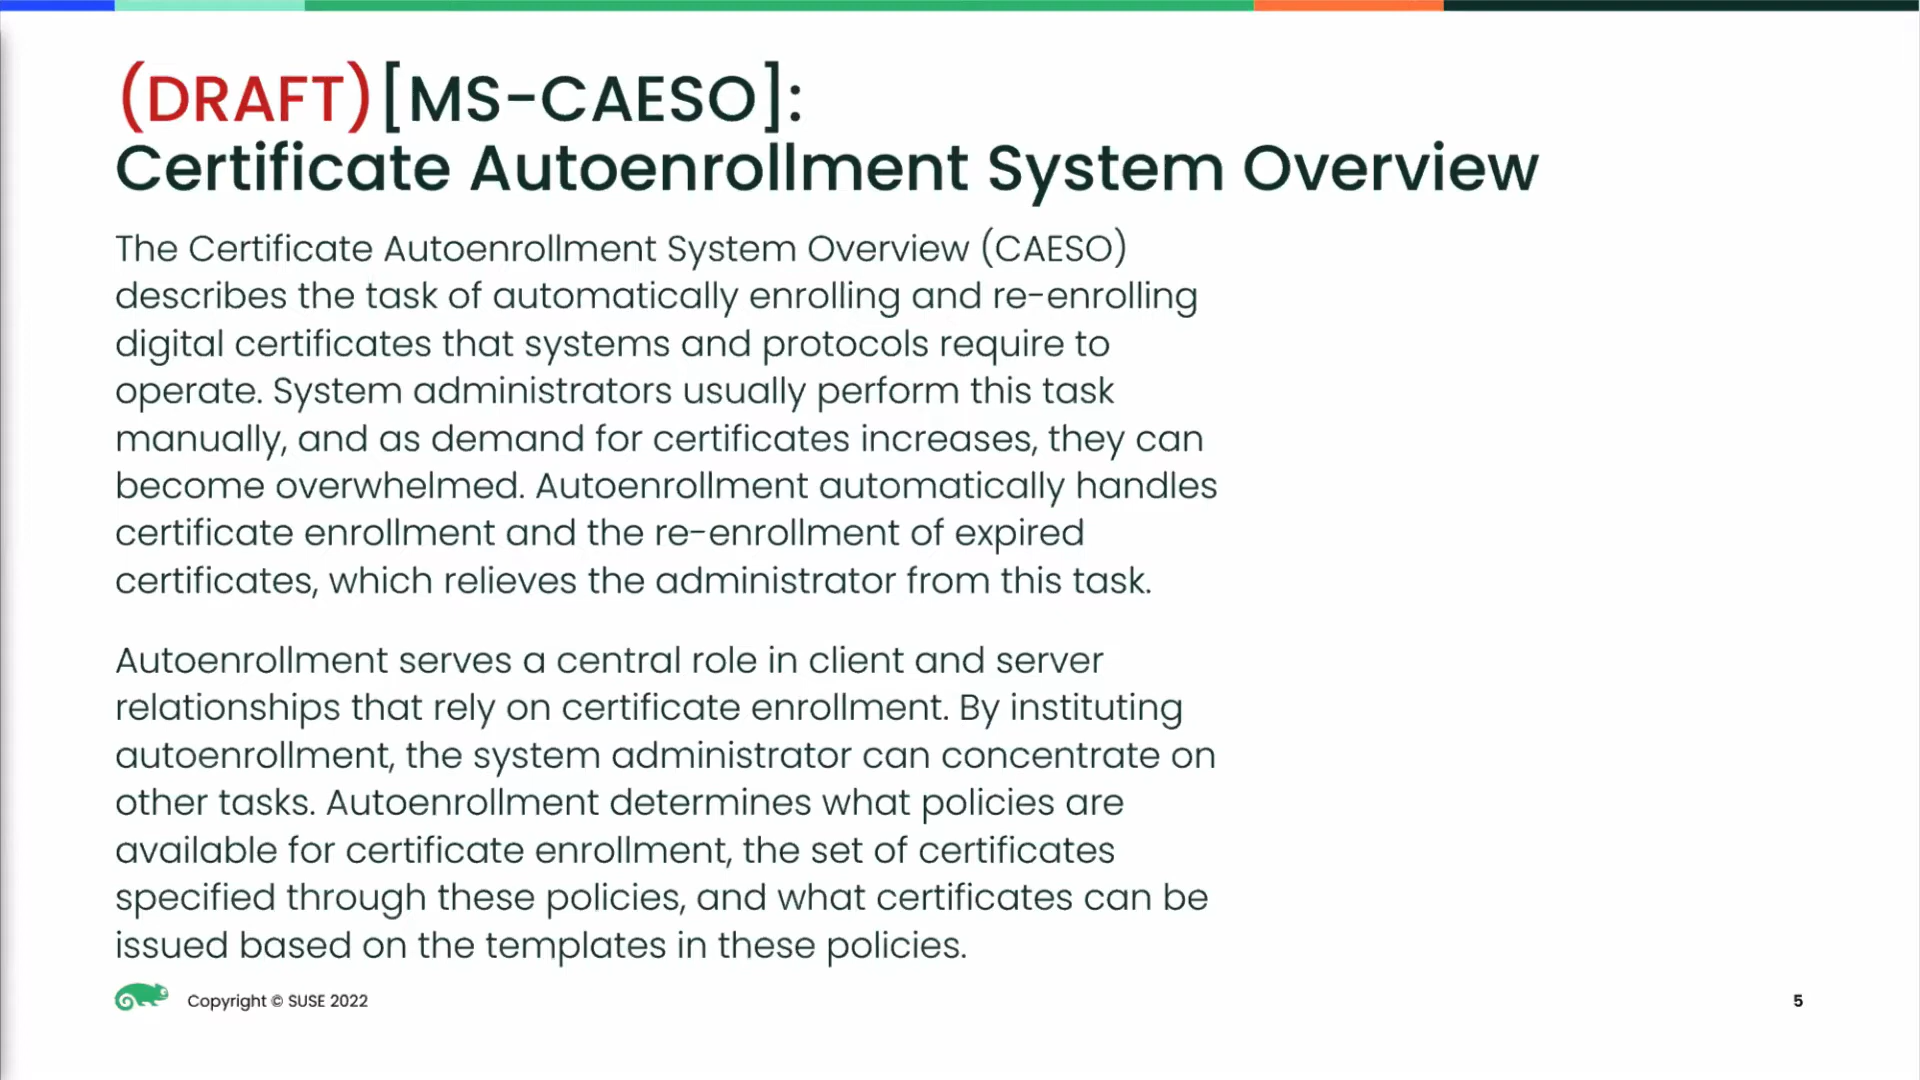 (DRAFT)[MS-CAESO]:
Certificate Autoenrollment System Overview
The Certificate Autoenrollment System Overview (CAESO)
describes the task of automatically enrolling and re-enrolling
digital certificates that systems and protocols require to
operate. System administrators usually perform this task
manually, and as demand for certificates increases, they can
become overwhelmed. Autoenrollment automatically handles
certificate enrollment and the re-enrollment of expired
certificates, which relieves the administrator from this task.
Autoenrollment serves a central role in client and server
relationships that rely on certificate enrollment. By instituting
autoenrollment, the system administrator can concentrate on
other tasks. Autoenrollment determines what policies are
available for certificate enrollment, the set of certificates
specified through these policies, and what certificates can be
issued based on the templates in these policies.
Copyright © SUSE 2022
5